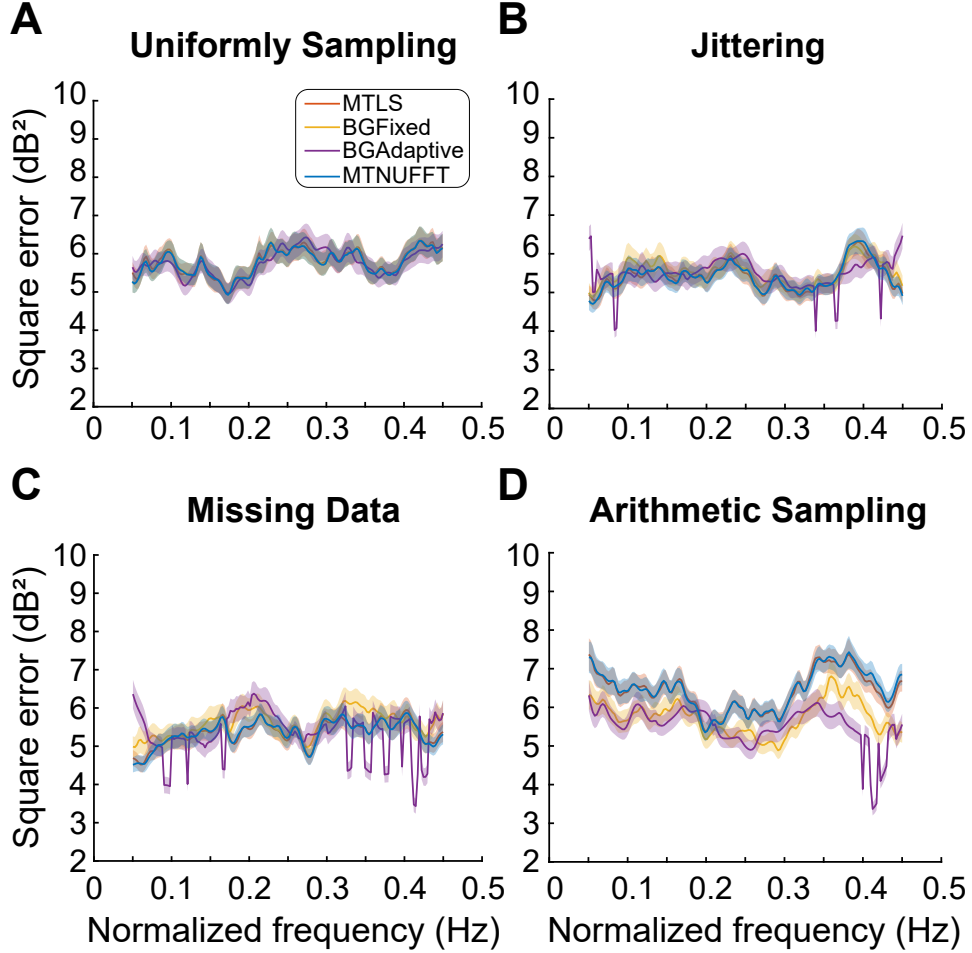 A
Uniformly Sampling
Square error (dB²)
10
9
8
7
6
5
4
3
2
0 0.1 0.2 0.3 0.4 0.5
MTLS
BGFixed
BGAdaptive
MTNUFFT
B
Jittering
10
9
8
7
6
5
4
3
2
0 0.1 0.2 0.3 0.4 0.5
C
Missing Data
Square error (dB²)
10
9
8
7
6
5
4
3
2
0 0.1 0.2 0.3 0.4 0.5
Normalized frequency (Hz)
D
Arithmetic Sampling
10
9
8
7
6
5
4
3
2
0 0.1 0.2 0.3 0.4 0.5
Normalized frequency (Hz)